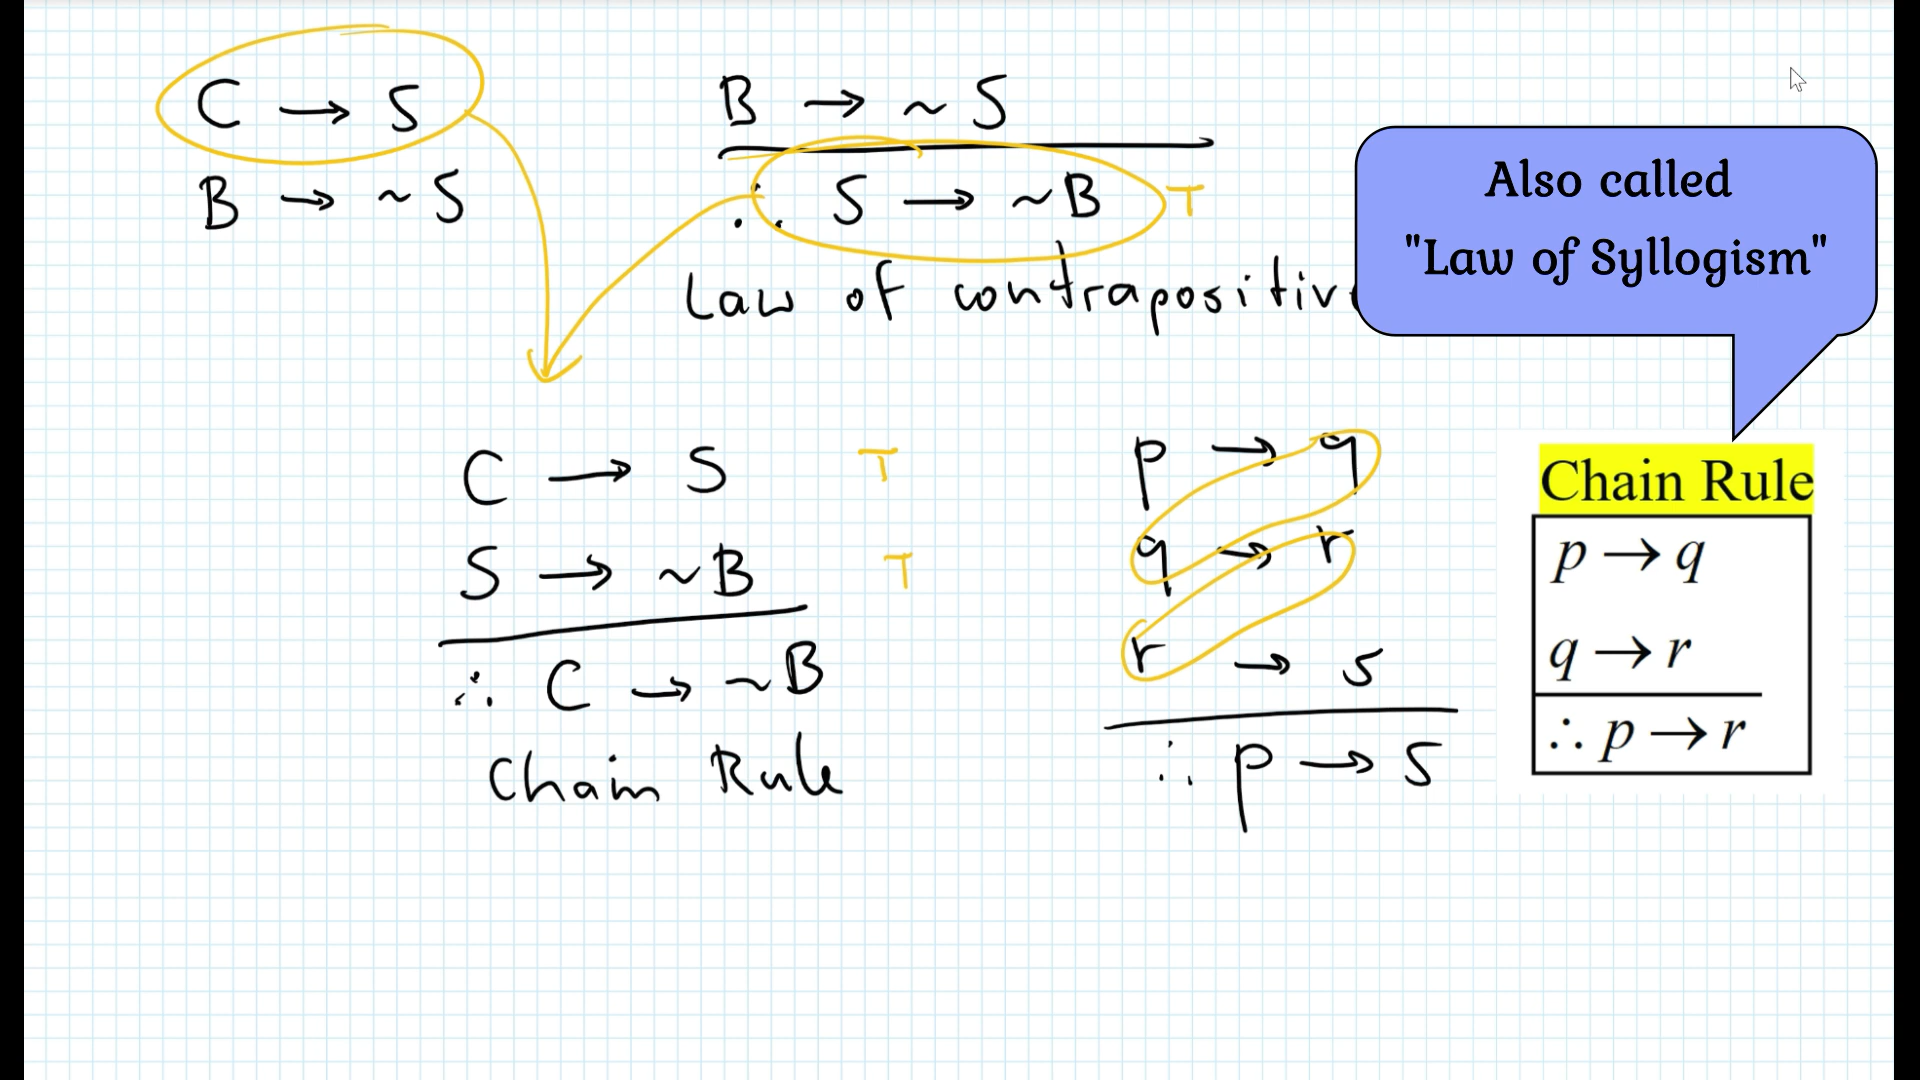 C → S
B → ~ S
B → ~ S
∴ S → ~B T
Law of contrapositive
Also called
"Law of Syllogism"
C → S T
S → ~B T
∴ C → ~B
Chain Rule
p → q
q → r
r → s
∴ p → s
Chain Rule
p → q
q → r
∴ p → r